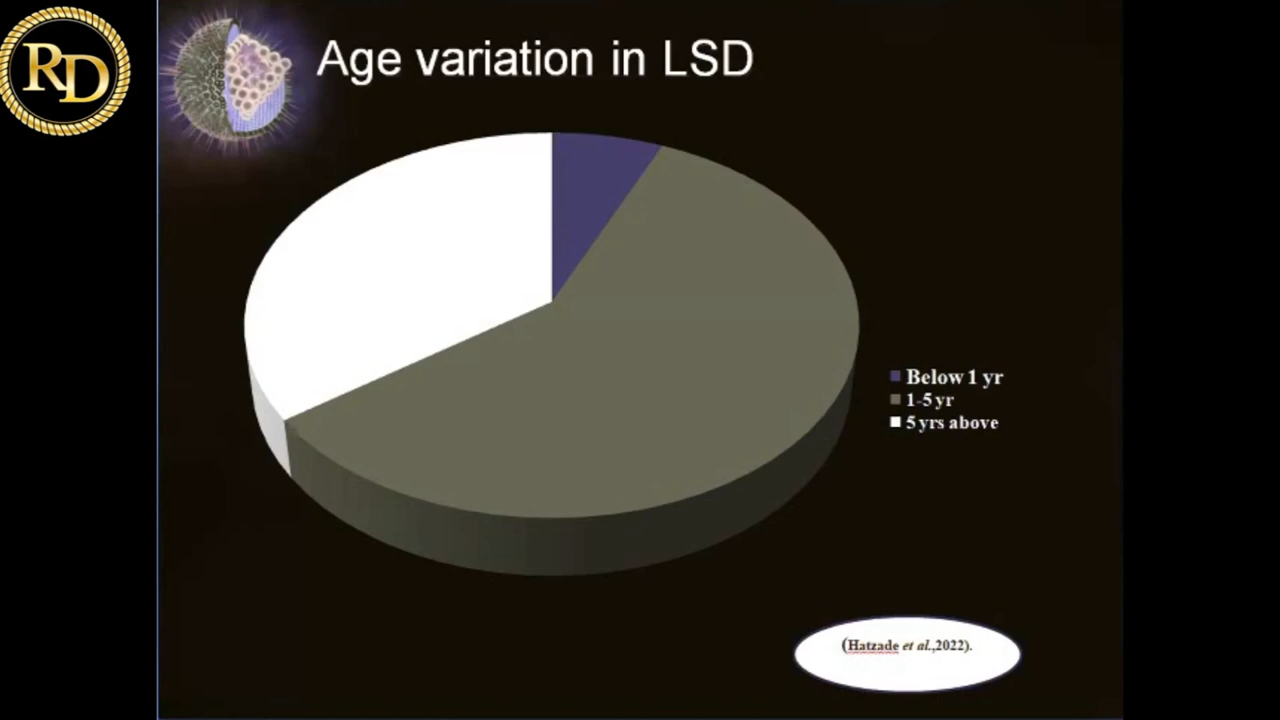 RD
Age variation in LSD
Below 1 yr
1-5 yr
5 yrs above
(Hatzade et al.,2022).